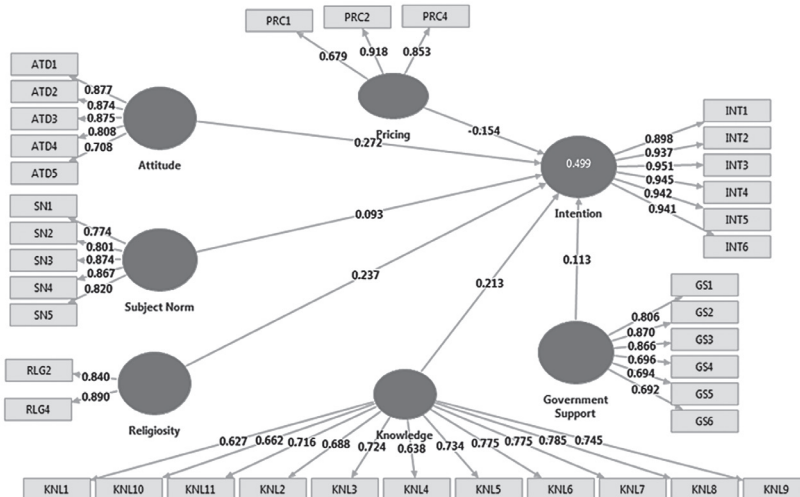 PRC1 PRC2 PRC4
0.679 0.918 0.853
Pricing
-0.154
ATD1
ATD2
ATD3
ATD4
ATD5
0.877
0.874
0.875
0.808
0.708
Attitude
0.272
SN1
SN2
SN3
SN4
SN5
0.774
0.801
0.874
0.867
0.820
Subject Norm
0.093
RLG2
RLG4
0.840
0.890
Religiosity
0.237
0.499
Intention
0.898
0.937
0.951
0.945
0.942
0.941
INT1
INT2
INT3
INT4
INT5
INT6
0.213
0.113
Government
Support
0.806
0.870
0.866
0.696
0.694
0.692
GS1
GS2
GS3
GS4
GS5
GS6
Knowledge
0.627 0.662 0.716 0.688 0.724 0.638 0.734 0.775 0.775 0.785 0.745
KNL1 KNL10 KNL11 KNL2 KNL3 KNL4 KNL5 KNL6 KNL7 KNL8 KNL9